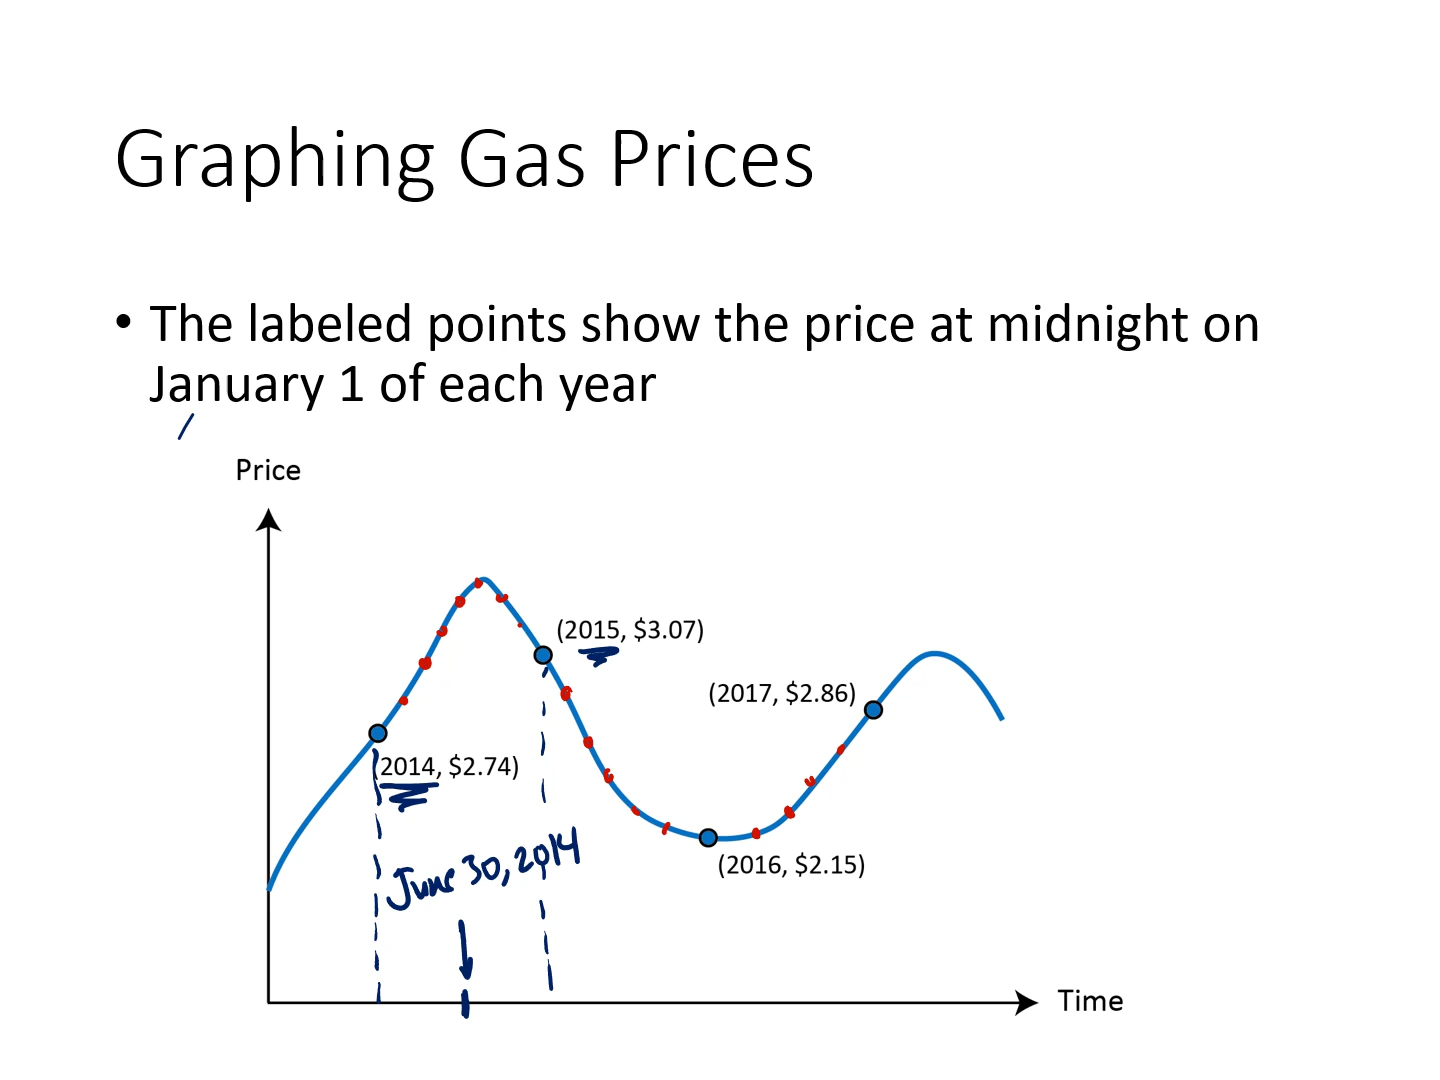 Graphing Gas Prices
• The labeled points show the price at midnight on
January 1 of each year
Price
(2015, $3.07)
(2017, $2.86)
(2014, $2.74)
June 30, 2014
(2016, $2.15)
Time